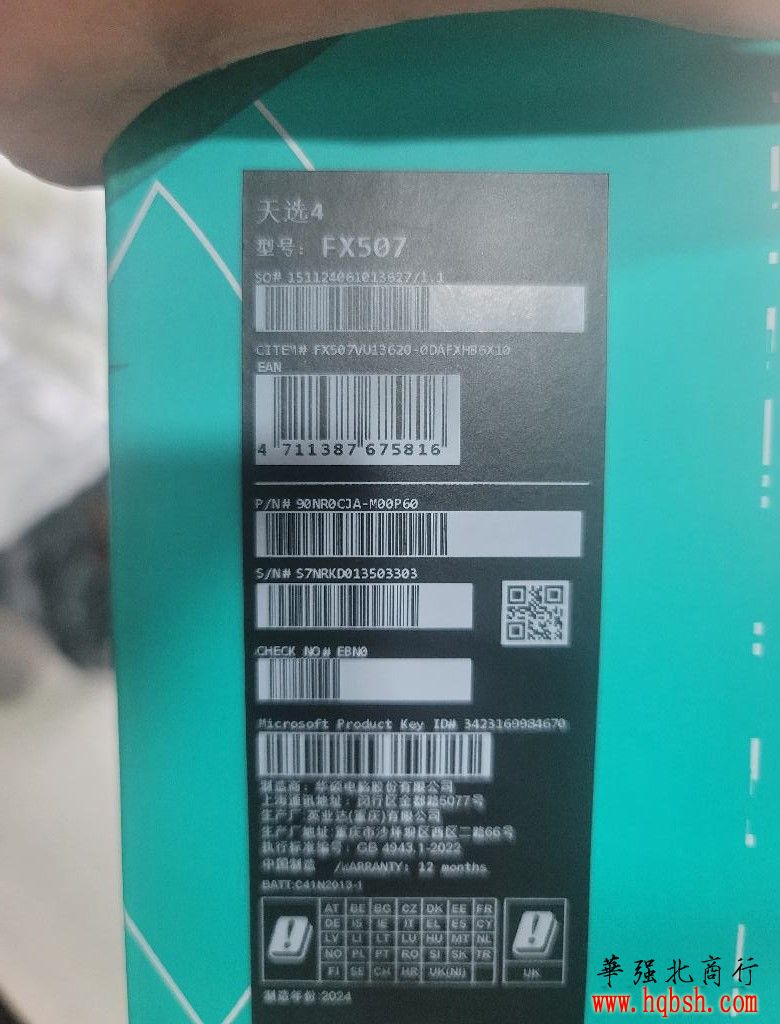 天选4
型号: FX507
SO# 151124061013627/1.1
CITEM# FX507VU13620-0DAFXHB6X10
EAN
4 711387 675816
P/N# 90NR0CJA-M00P60
S/N# S7NRKD013503303
CHECK NO# EBN0
Microsoft Product Key ID# 3423169984670
制造商: 华硕电脑股份有限公司
上海通讯地址: 闵行区金都路5077号
生产厂 英业达(重庆)有限公司
生产厂地址:重庆市沙坪坝区西区二路66号
执行标准编号: GB 4943.1-2022
中国制造 /WARRANTY: 12 months
BATT:C41N2013-1
AT BE BG CZ DK EE FR
DE IS IE IT EL ES CY
LV LI LT LU HU MT NL
NO PL PT RO SI SK TR
FI SE CH HR UK(NI)
UK
制造年份:2024
華强北商行
www.hqbsh.com